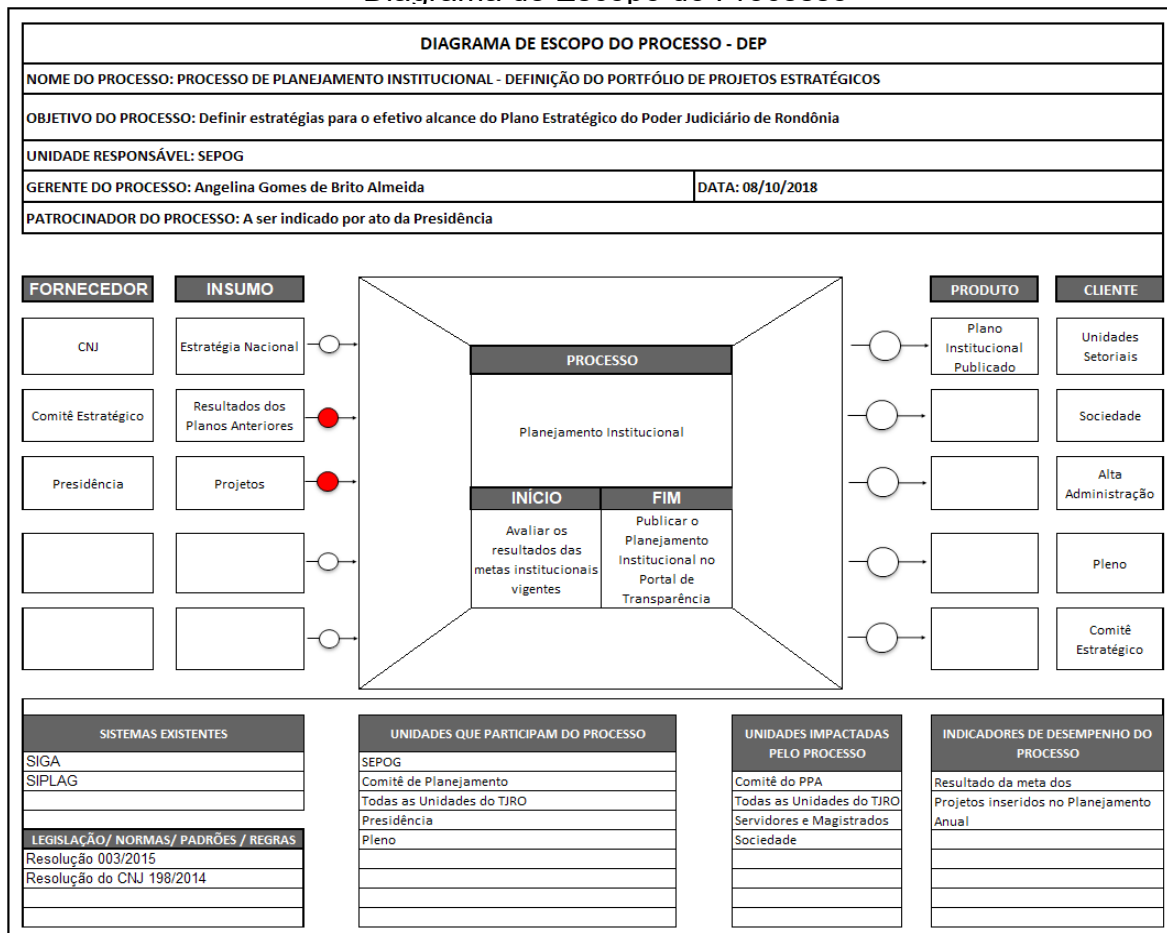 Diagrama de Escopo do Processo
DIAGRAMA DE ESCOPO DO PROCESSO - DEP
NOME DO PROCESSO: PROCESSO DE PLANEJAMENTO INSTITUCIONAL - DEFINIÇÃO DO PORTFÓLIO DE PROJETOS ESTRATÉGICOS
OBJETIVO DO PROCESSO: Definir estratégias para o efetivo alcance do Plano Estratégico do Poder Judiciário de Rondônia
UNIDADE RESPONSÁVEL: SEPOG
GERENTE DO PROCESSO: Angelina Gomes de Brito Almeida
DATA: 08/10/2018
PATROCINADOR DO PROCESSO: A ser indicado por ato da Presidência
FORNECEDOR
INSUMO
CNJ
Estratégia Nacional
Comitê Estratégico
Resultados dos
Planos Anteriores
Presidência
Projetos
PROCESSO
Planejamento Institucional
INÍCIO
FIM
Avaliar os
resultados das
metas institucionais
vigentes
Publicar o
Planejamento
Institucional no
Portal de
Transparência
PRODUTO
CLIENTE
Plano
Institucional
Publicado
Unidades
Setoriais
Sociedade
Alta
Administração
Pleno
Comitê
Estratégico
SISTEMAS EXISTENTES
SIGA
SIPLAG
LEGISLAÇÃO/ NORMAS/ PADRÕES / REGRAS
Resolução 003/2015
Resolução do CNJ 198/2014
UNIDADES QUE PARTICIPAM DO PROCESSO
SEPOG
Comitê de Planejamento
Todas as Unidades do TJRO
Presidência
Pleno
UNIDADES IMPACTADAS
PELO PROCESSO
Comitê do PPA
Todas as Unidades do TJRO
Servidores e Magistrados
Sociedade
INDICADORES DE DESEMPENHO DO
PROCESSO
Resultado da meta dos
Projetos inseridos no Planejamento
Anual